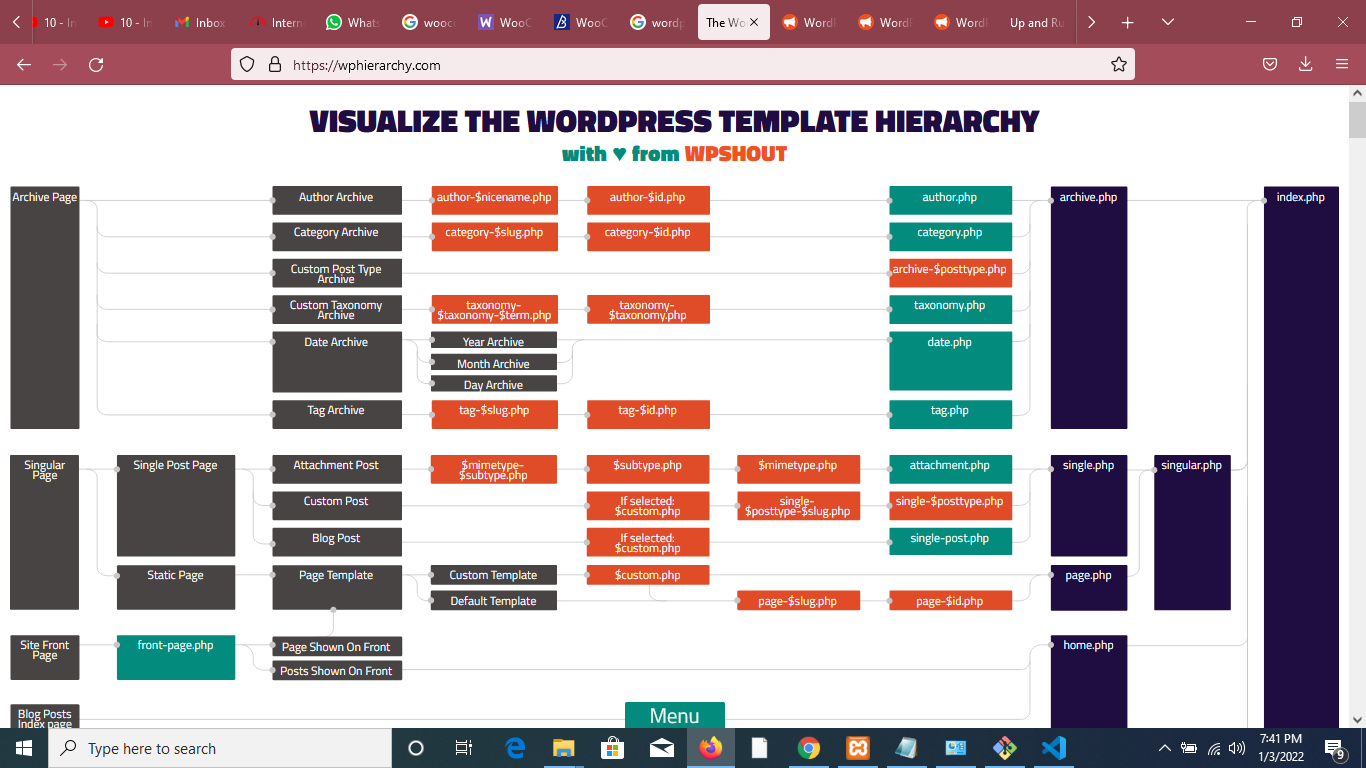 10 - In
10 - In
Inbox
Intern
What
wooc
WooC
WooC
wordp
The Wo
WordP
WordP
WordP
Up and Ru
https://wphierarchy.com
VISUALIZE THE WORDPRESS TEMPLATE HIERARCHY
with ♥ from WPSHOUT
Archive Page
Author Archive
author-$nicename.php
author-$id.php
author.php
archive.php
index.php
Category Archive
category-$slug.php
category-$id.php
category.php
Custom Post Type
Archive
archive-$posttype.php
Custom Taxonomy
Archive
taxonomy-
$taxonomy-$term.php
taxonomy-
$taxonomy.php
taxonomy.php
Date Archive
Year Archive
Month Archive
Day Archive
date.php
Tag Archive
tag-$slug.php
tag-$id.php
tag.php
Singular
Page
Single Post Page
Attachment Post
$mimetype-
$subtype.php
$subtype.php
$mimetype.php
attachment.php
single.php
singular.php
Custom Post
If selected:
$custom.php
single-
$posttype-$slug.php
single-$posttype.php
Blog Post
If selected:
$custom.php
single-post.php
Static Page
Page Template
Custom Template
$custom.php
page.php
Default Template
page-$slug.php
page-$id.php
Site Front
Page
front-page.php
Page Shown On Front
Posts Shown On Front
home.php
Blog Posts
Index page
Menu
Type here to search
7:41 PM
1/3/2022
9